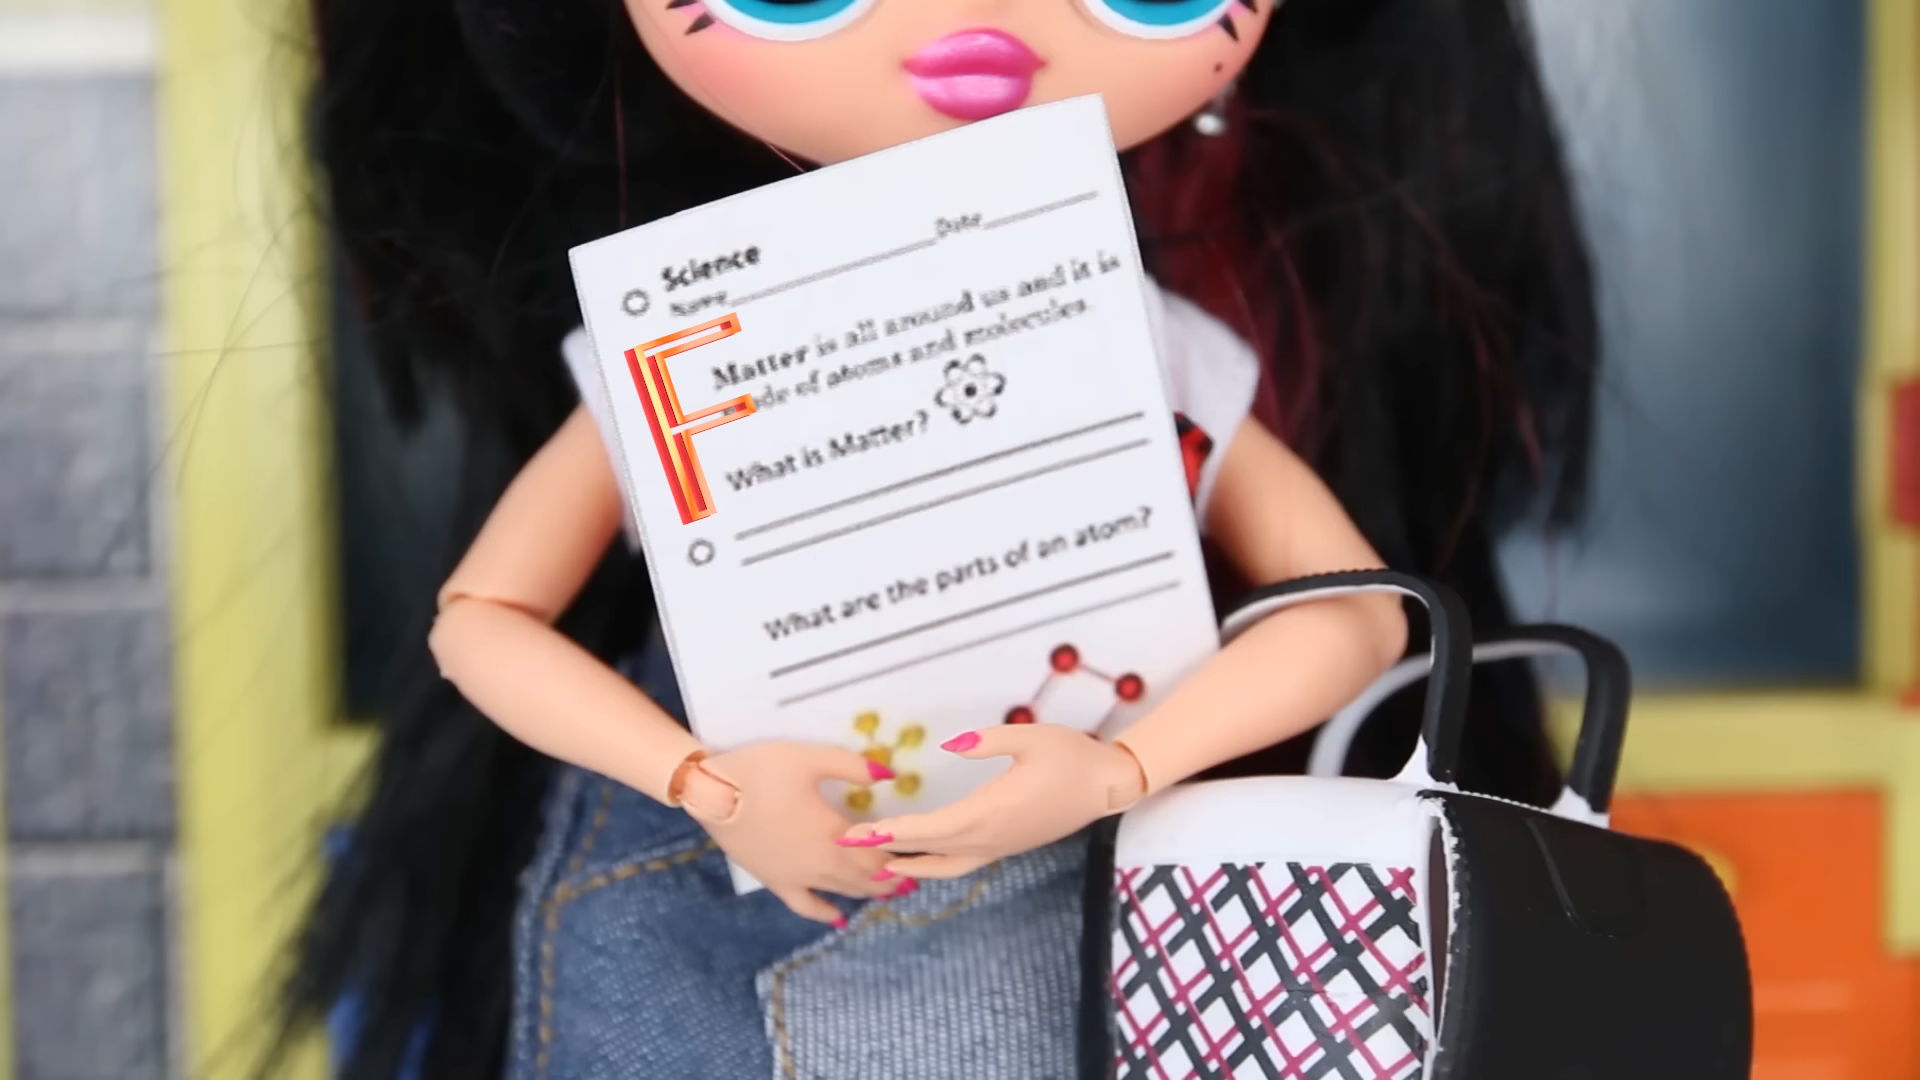 Science
Name Date
F
Matter is all around us and it is
made of atoms and molecules.
What is Matter?
What are the parts of an atom?